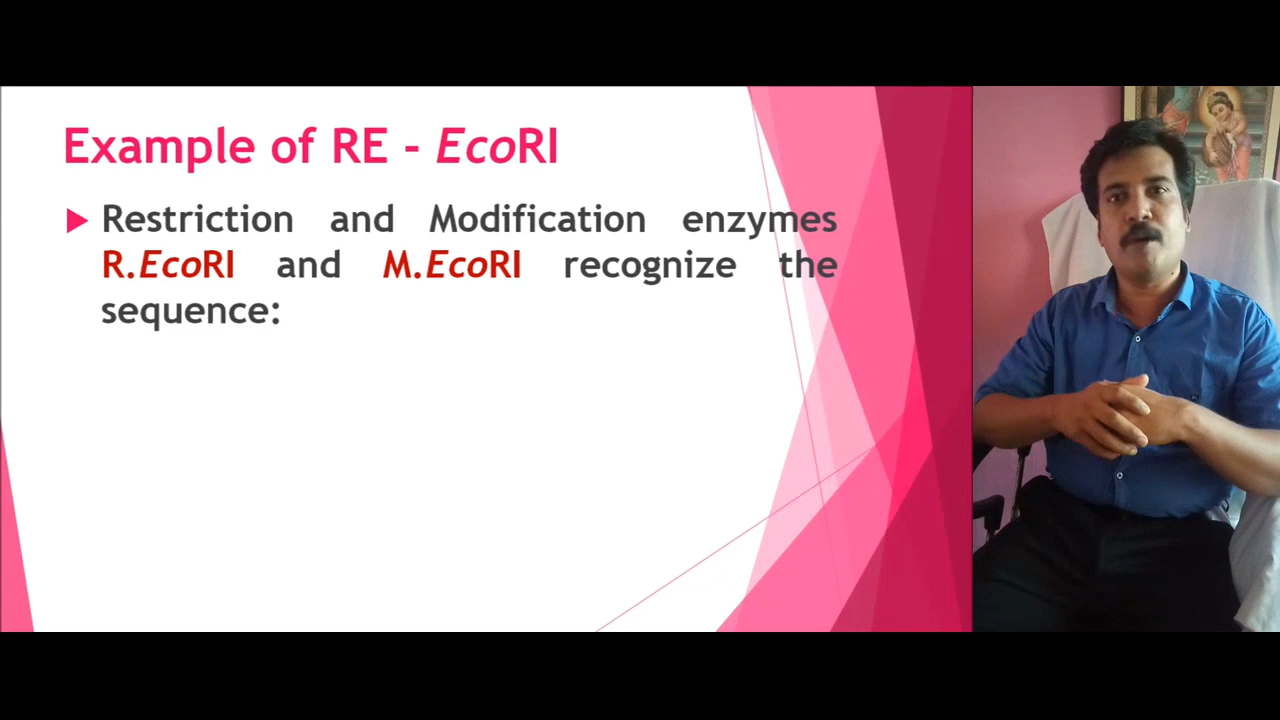 Example of RE - EcoRI
Restriction and Modification enzymes
R.EcoRI and M.EcoRI recognize the
sequence: